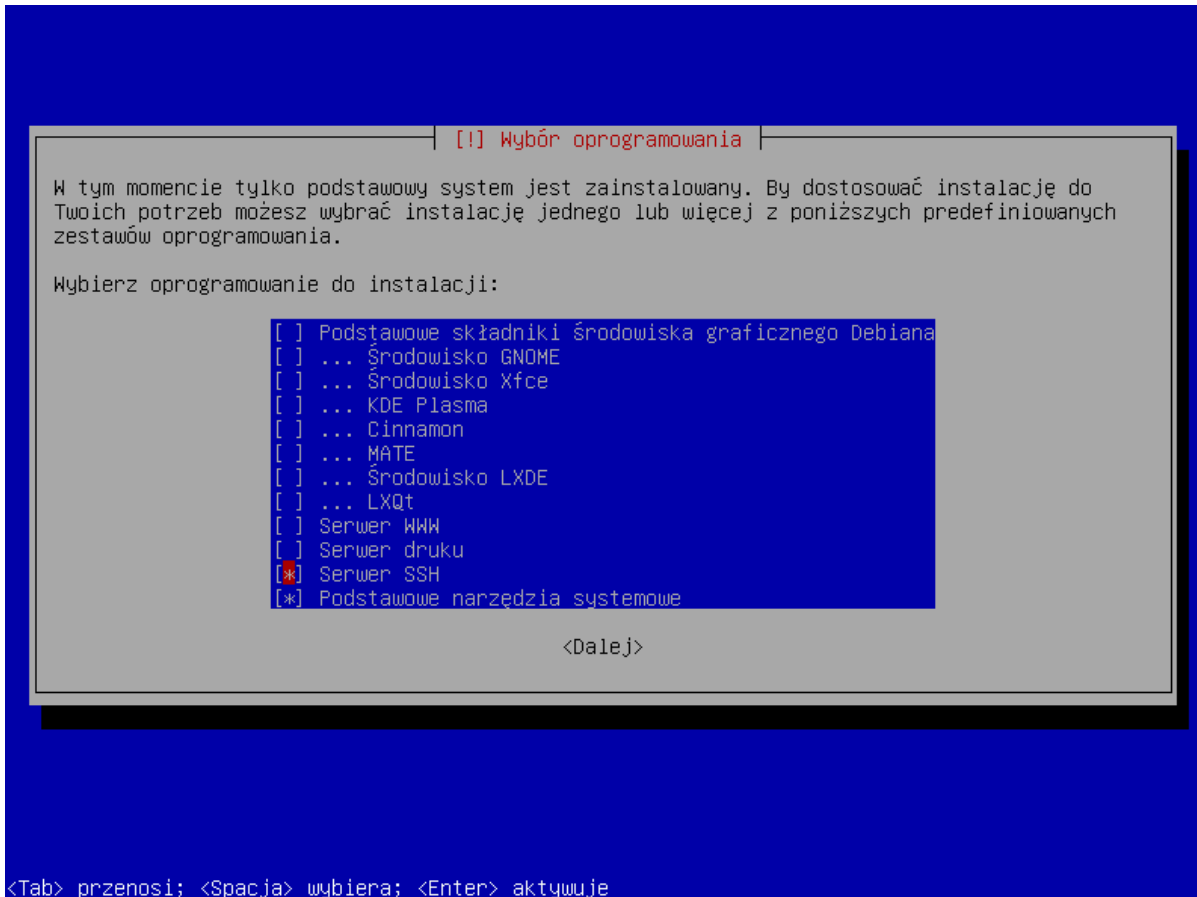 [!] Wybór oprogramowania
W tym momencie tylko podstawowy system jest zainstalowany. By dostosować instalację do
Twoich potrzeb możesz wybrać instalację jednego lub więcej z poniższych predefiniowanych
zestawów oprogramowania.
Wybierz oprogramowanie do instalacji:
[ ] Podstawowe składniki środowiska graficznego Debiana
[ ] ... Środowisko GNOME
[ ] ... Środowisko Xfce
[ ] ... KDE Plasma
[ ] ... Cinnamon
[ ] ... MATE
[ ] ... Środowisko LXDE
[ ] ... LXQt
[ ] Serwer WWW
[ ] Serwer druku
[*] Serwer SSH
[*] Podstawowe narzędzia systemowe
<Dalej>
<Tab> przenosi; <Spacja> wybiera; <Enter> aktywuje